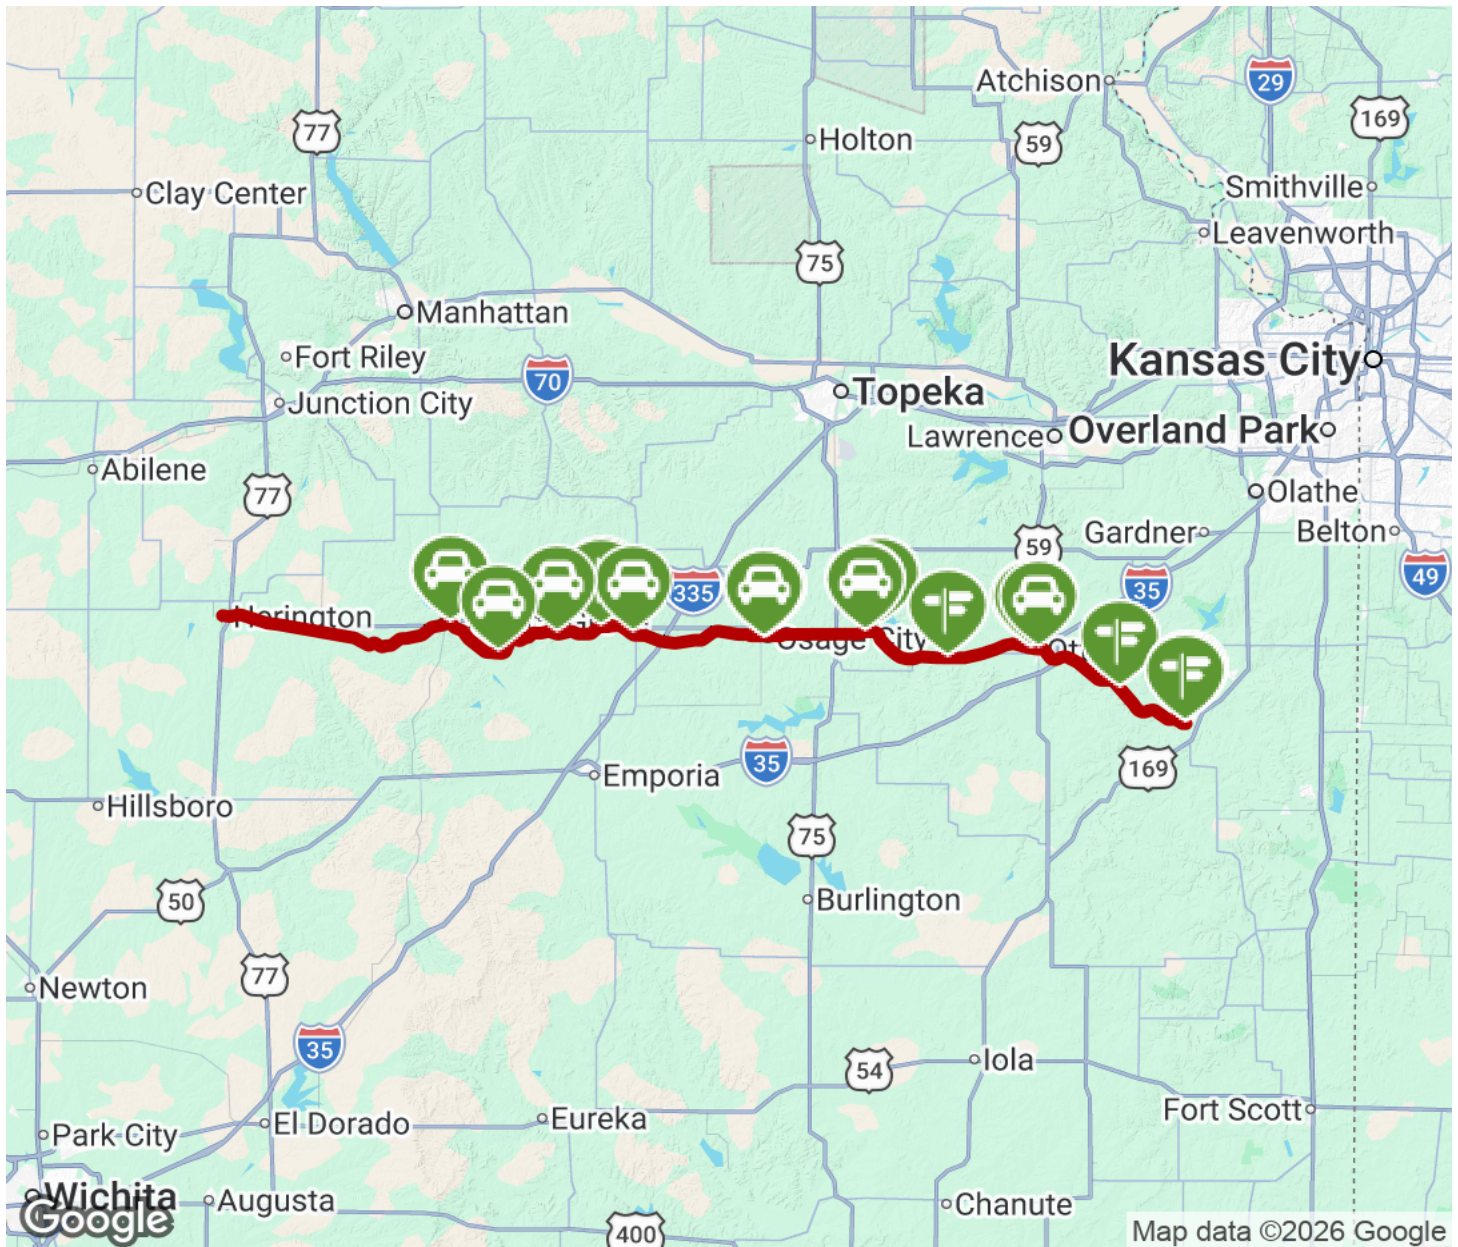 Atchison
29
169
77
Holton
59
Clay Center
Smithville
Leavenworth
75
Manhattan
Fort Riley
70
Kansas City
Junction City
Topeka
Lawrence
Overland Park
Abilene
77
Olathe
Gardner
Belton
59
335
35
49
Herington
Osage City
169
35
Emporia
Hillsboro
75
50
Burlington
77
Newton
35
54
Iola
Fort Scott
Park City
El Dorado
Eureka
Wichita
Augusta
Chanute
Google
400
Map data ©2026 Google